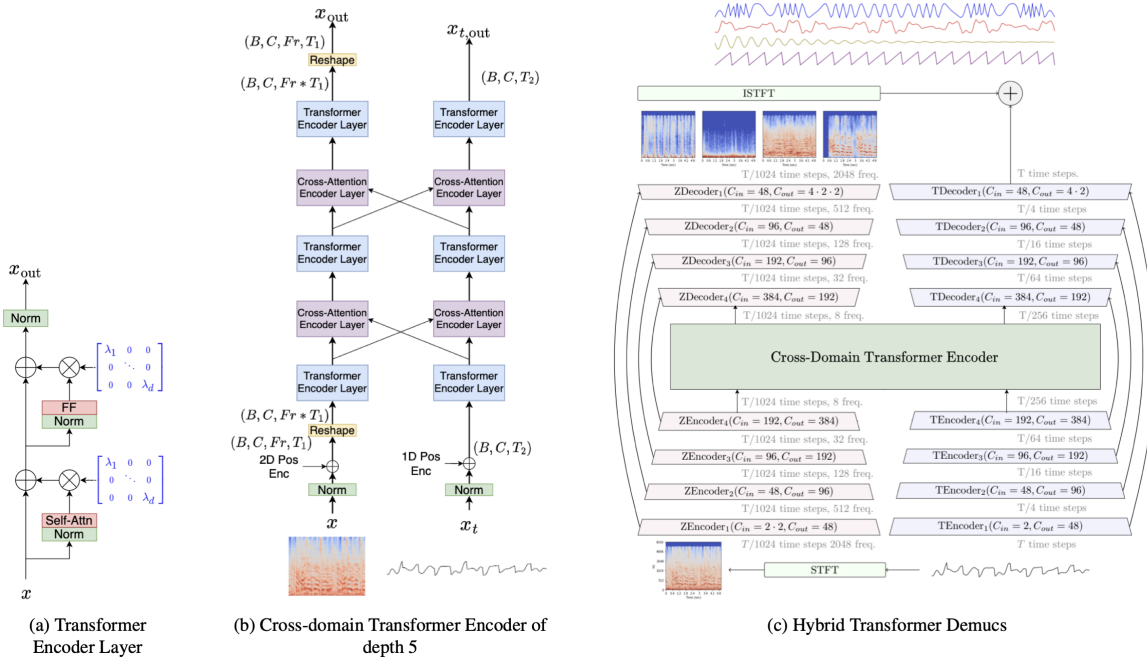 x_out
Norm
λ₁ 0 0
0 ⋱ 0
0 0 λ_d
FF
Norm
λ₁ 0 0
0 ⋱ 0
0 0 λ_d
Self-Attn
Norm
x
(a) Transformer
Encoder Layer
x_out
x_t,out
(B, C, Fr, T₁)
Reshape
(B, C, Fr ∗ T₁)
(B, C, T₂)
Transformer
Encoder Layer
Transformer
Encoder Layer
Cross-Attention
Encoder Layer
Cross-Attention
Encoder Layer
Transformer
Encoder Layer
Transformer
Encoder Layer
Cross-Attention
Encoder Layer
Cross-Attention
Encoder Layer
Transformer
Encoder Layer
Transformer
Encoder Layer
(B, C, Fr ∗ T₁)
Reshape
(B, C, Fr, T₁)
(B, C, T₂)
2D Pos
Enc
1D Pos
Enc
Norm
Norm
x
x_t
(b) Cross-domain Transformer Encoder of
depth 5
ISTFT
+
Time (sec)
Time (sec)
Time (sec)
Time (sec)
T/1024 time steps, 2048 freq.
T time steps.
ZDecoder₁(C_in = 48, C_out = 4 · 2 · 2)
TDecoder₁(C_in = 48, C_out = 4 · 2)
T/1024 time steps, 512 freq.
T/4 time steps
ZDecoder₂(C_in = 96, C_out = 48)
TDecoder₂(C_in = 96, C_out = 48)
T/1024 time steps, 128 freq.
T/16 time steps
ZDecoder₃(C_in = 192, C_out = 96)
TDecoder₃(C_in = 192, C_out = 96)
T/1024 time steps, 32 freq.
T/64 time steps
ZDecoder₄(C_in = 384, C_out = 192)
TDecoder₄(C_in = 384, C_out = 192)
T/1024 time steps, 8 freq.
T/256 time steps
Cross-Domain Transformer Encoder
T/1024 time steps, 8 freq.
T/256 time steps
ZEncoder₄(C_in = 192, C_out = 384)
TEncoder₄(C_in = 192, C_out = 384)
T/1024 time steps, 32 freq.
T/64 time steps
ZEncoder₃(C_in = 96, C_out = 192)
TEncoder₃(C_in = 96, C_out = 192)
T/1024 time steps, 128 freq.
T/16 time steps
ZEncoder₂(C_in = 48, C_out = 96)
TEncoder₂(C_in = 48, C_out = 96)
T/1024 time steps, 512 freq.
T/4 time steps
ZEncoder₁(C_in = 2 · 2, C_out = 48)
TEncoder₁(C_in = 2, C_out = 48)
T/1024 time steps 2048 freq.
T time steps
Time (sec)
STFT
(c) Hybrid Transformer Demucs